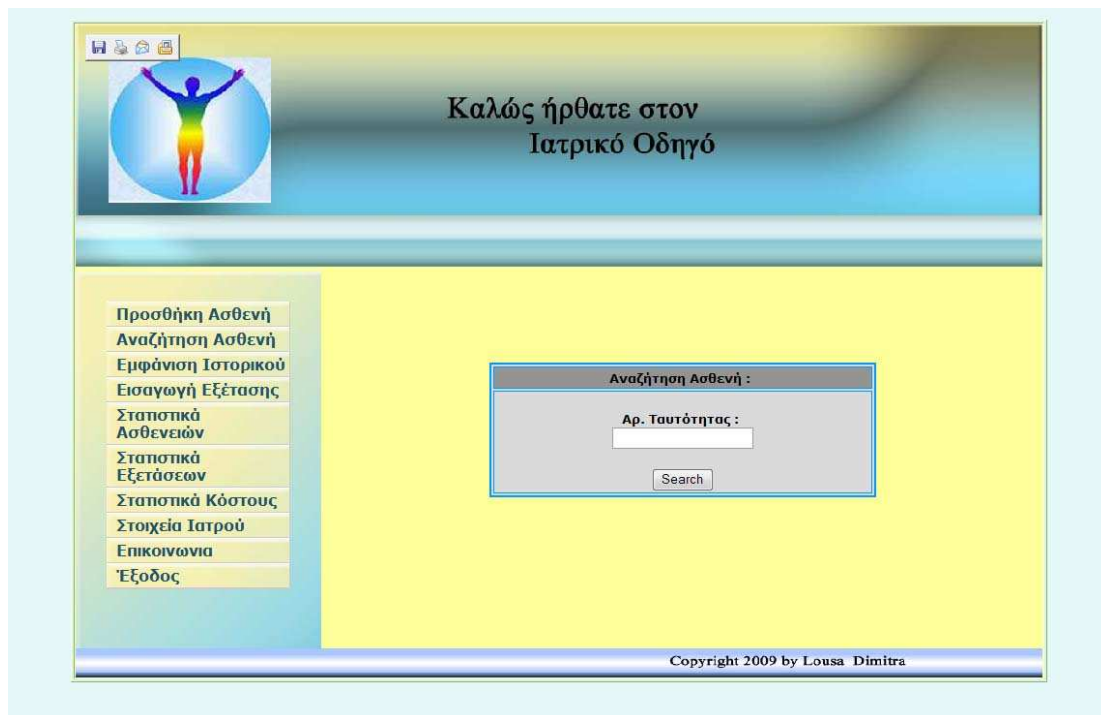 Καλώς ήρθατε στον
Ιατρικό Οδηγό
Προσθήκη Ασθενή
Αναζήτηση Ασθενή
Εμφάνιση Ιστορικού
Εισαγωγή Εξέτασης
Στατιστικά
Ασθενειών
Στατιστικά
Εξετάσεων
Στατιστικά Κόστους
Στοιχεία Ιατρού
Επικοινωνια
Έξοδος
Αναζήτηση Ασθενή :
Αρ. Ταυτότητας :
Search
Copyright 2009 by Lousa Dimitra